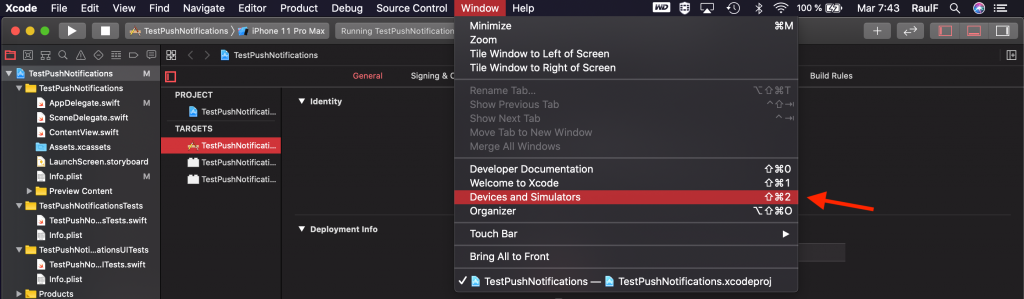 Xcode File Edit View Find Navigate Editor Product Debug Source Control Window Help WD 100 % Mar 7:43 RaulF
TestPushNotifications iPhone 11 Pro Max Running TestPushNotifications
TestPushNotifications M
TestPushNotifications
AppDelegate.swift M
SceneDelegate.swift
ContentView.swift
Assets.xcassets
LaunchScreen.storyboard
Info.plist M
Preview Content
TestPushNotificationsTests
TestPushNo...sTests.swift
Info.plist
TestPushNoti...ationsUITests
TestPushNo...ITests.swift
Info.plist
Products
TestPushNotifications
General Signing & C Build Rules
PROJECT
TestPushNotificati...
TARGETS
TestPushNotificati...
TestPushNotificati...
TestPushNotificati...
Identity
Deployment Info
Minimize ⌘M
Zoom
Tile Window to Left of Screen
Tile Window to Right of Screen
Rename Tab... ⌥⇧⌘T
Show Previous Tab ^⇧⇥
Show Next Tab ^⇥
Move Tab to New Window
Merge All Windows
Developer Documentation ⇧⌘0
Welcome to Xcode ⇧⌘1
Devices and Simulators ⇧⌘2
Organizer ⌥⇧⌘O
Touch Bar
Bring All to Front
✓ TestPushNotifications — TestPushNotifications.xcodeproj